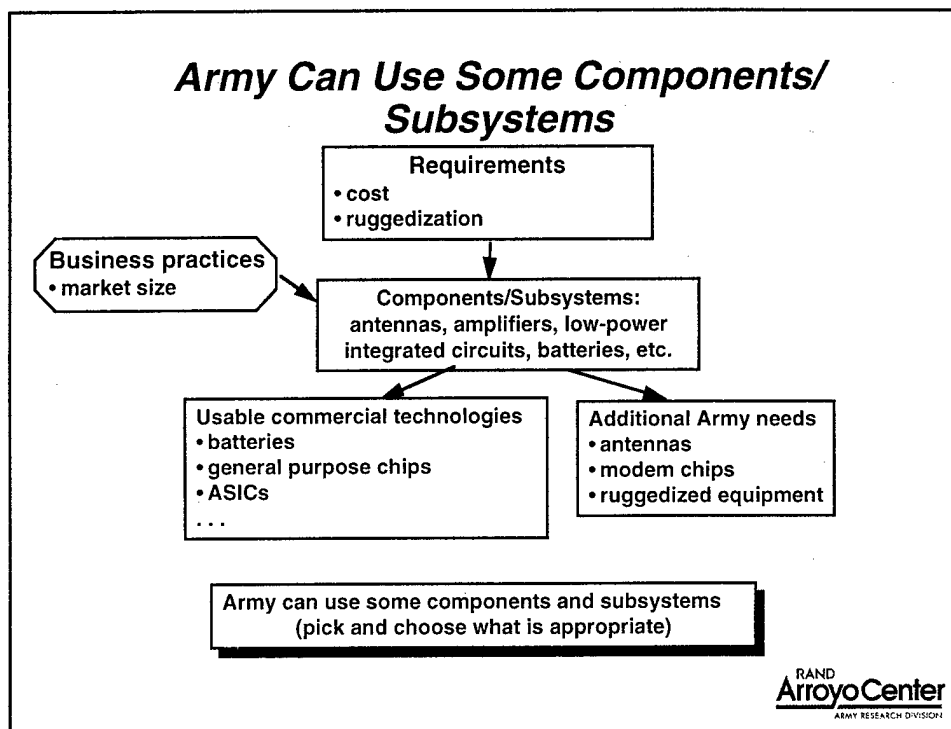 Army Can Use Some Components/
Subsystems
Requirements
• cost
• ruggedization
Business practices
• market size
Components/Subsystems:
antennas, amplifiers, low-power
integrated circuits, batteries, etc.
Usable commercial technologies
• batteries
• general purpose chips
• ASICs
. . .
Additional Army needs
• antennas
• modem chips
• ruggedized equipment
Army can use some components and subsystems
(pick and choose what is appropriate)
RAND
Arroyo Center
ARMY RESEARCH DIVISION